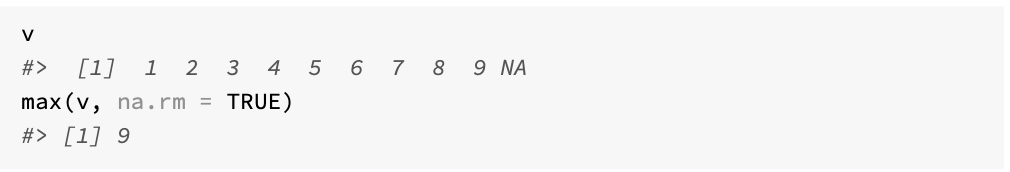 v
#>  [1]  1  2  3  4  5  6  7  8  9 NA
max(v, na.rm = TRUE)
#> [1] 9